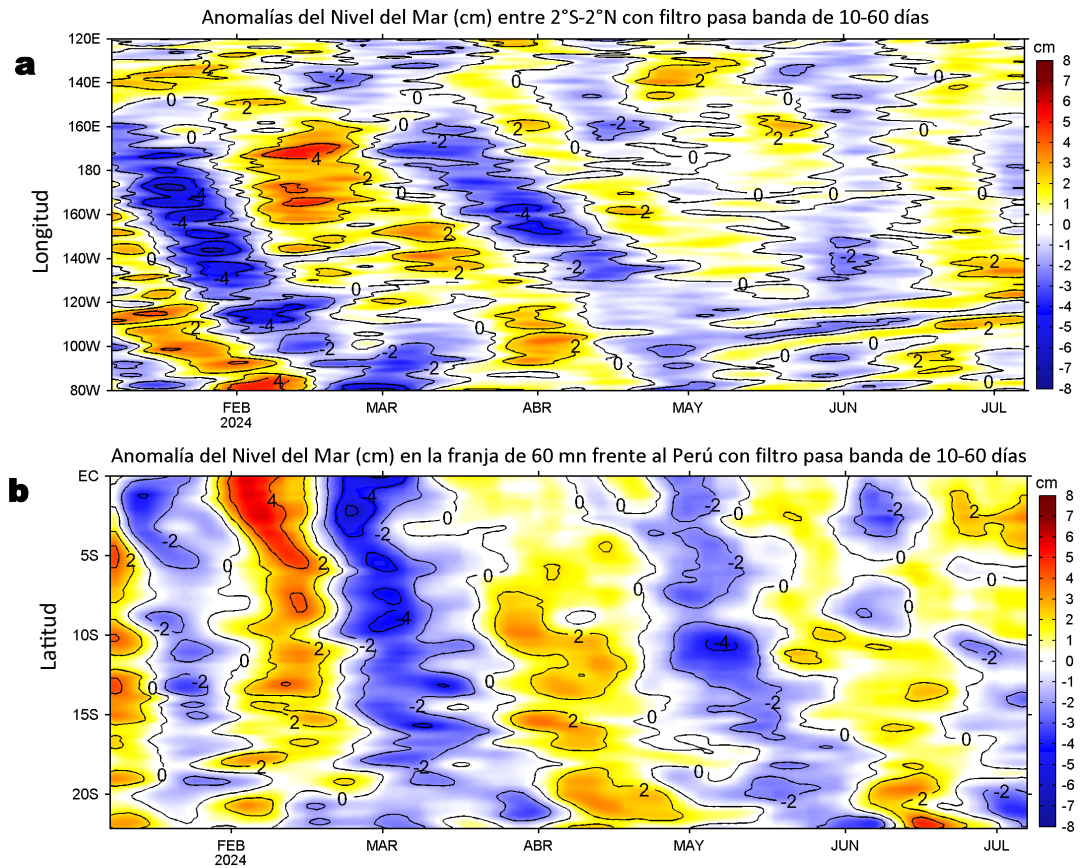 Anomalías del Nivel del Mar (cm) entre 2°S-2°N con filtro pasa banda de 10-60 días
a
Longitud
120E
140E
160E
180
160W
140W
120W
100W
80W
FEB
2024
MAR
ABR
MAY
JUN
JUL
cm
8
7
6
5
4
3
2
1
0
-1
-2
-3
-4
-5
-6
-7
-8
Anomalía del Nivel del Mar (cm) en la franja de 60 mn frente al Perú con filtro pasa banda de 10-60 días
b
Latitud
EC
5S
10S
15S
20S
FEB
2024
MAR
ABR
MAY
JUN
JUL
cm
8
7
6
5
4
3
2
1
0
-1
-2
-3
-4
-5
-6
-7
-8